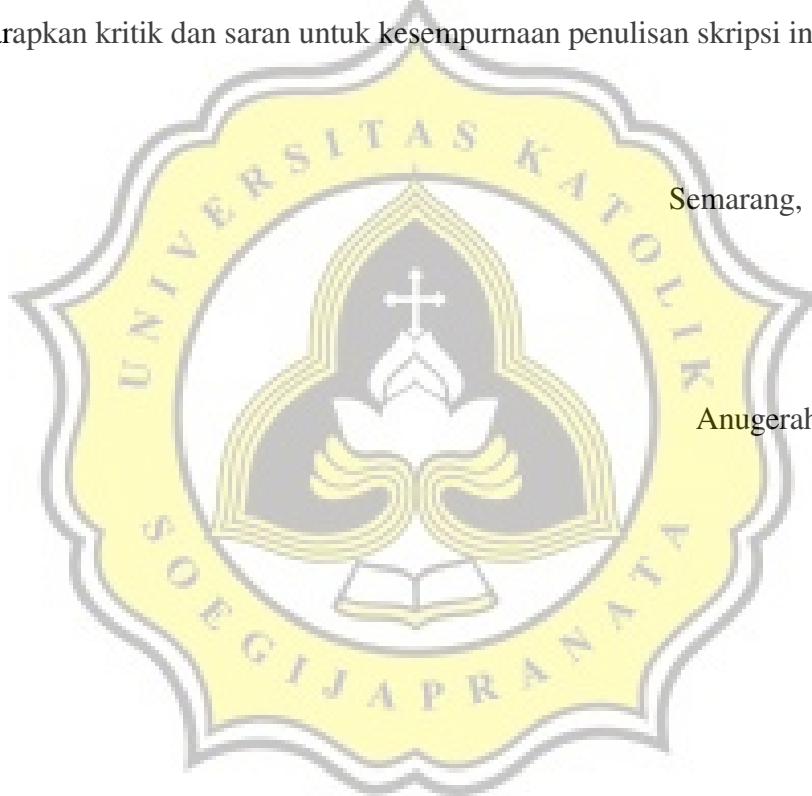 arapkan kritik dan saran untuk kesempurnaan penulisan skripsi in
Semarang,
Anugerah
UNIVERSITAS KATOLIK
SOEGIJAPRANATA